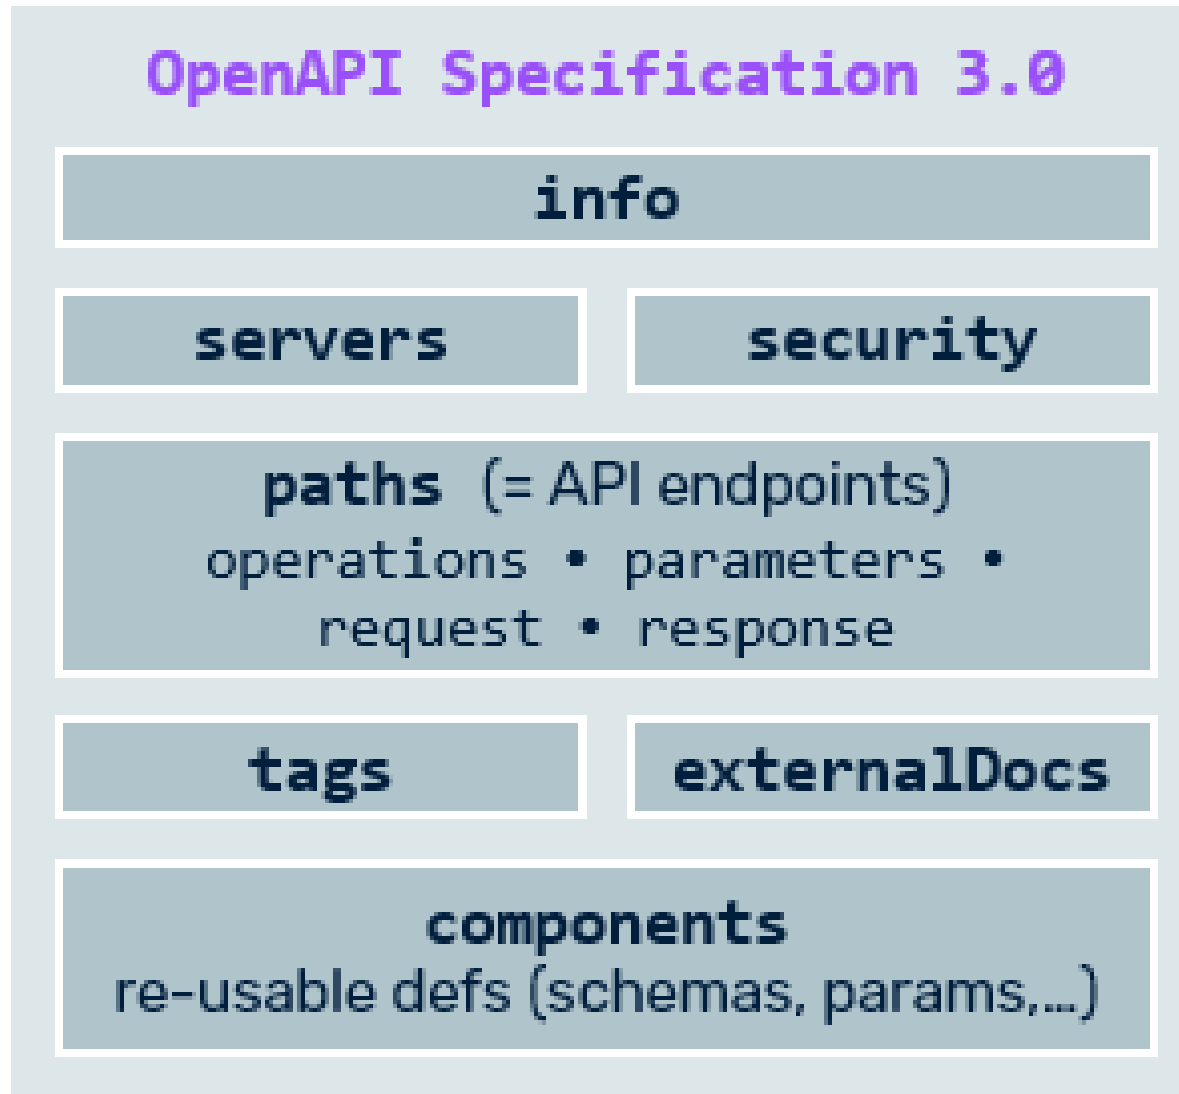 OpenAPI Specification 3.0
info
servers
security
paths (= API endpoints)
operations • parameters •
request • response
tags
externalDocs
components
re-usable defs (schemas, params,...)